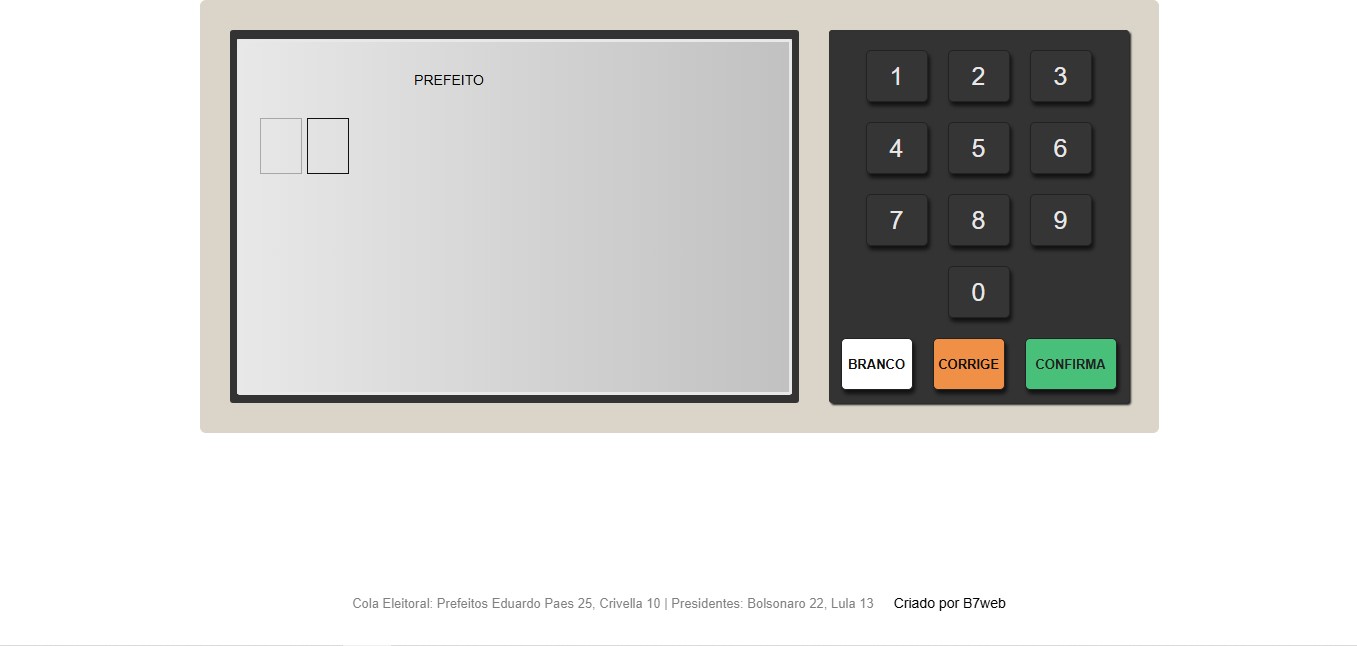 PREFEITO
1 2 3
4 5 6
7 8 9
0
BRANCO CORRIGE CONFIRMA
Cola Eleitoral: Prefeitos Eduardo Paes 25, Crivella 10 | Presidentes: Bolsonaro 22, Lula 13 Criado por B7web